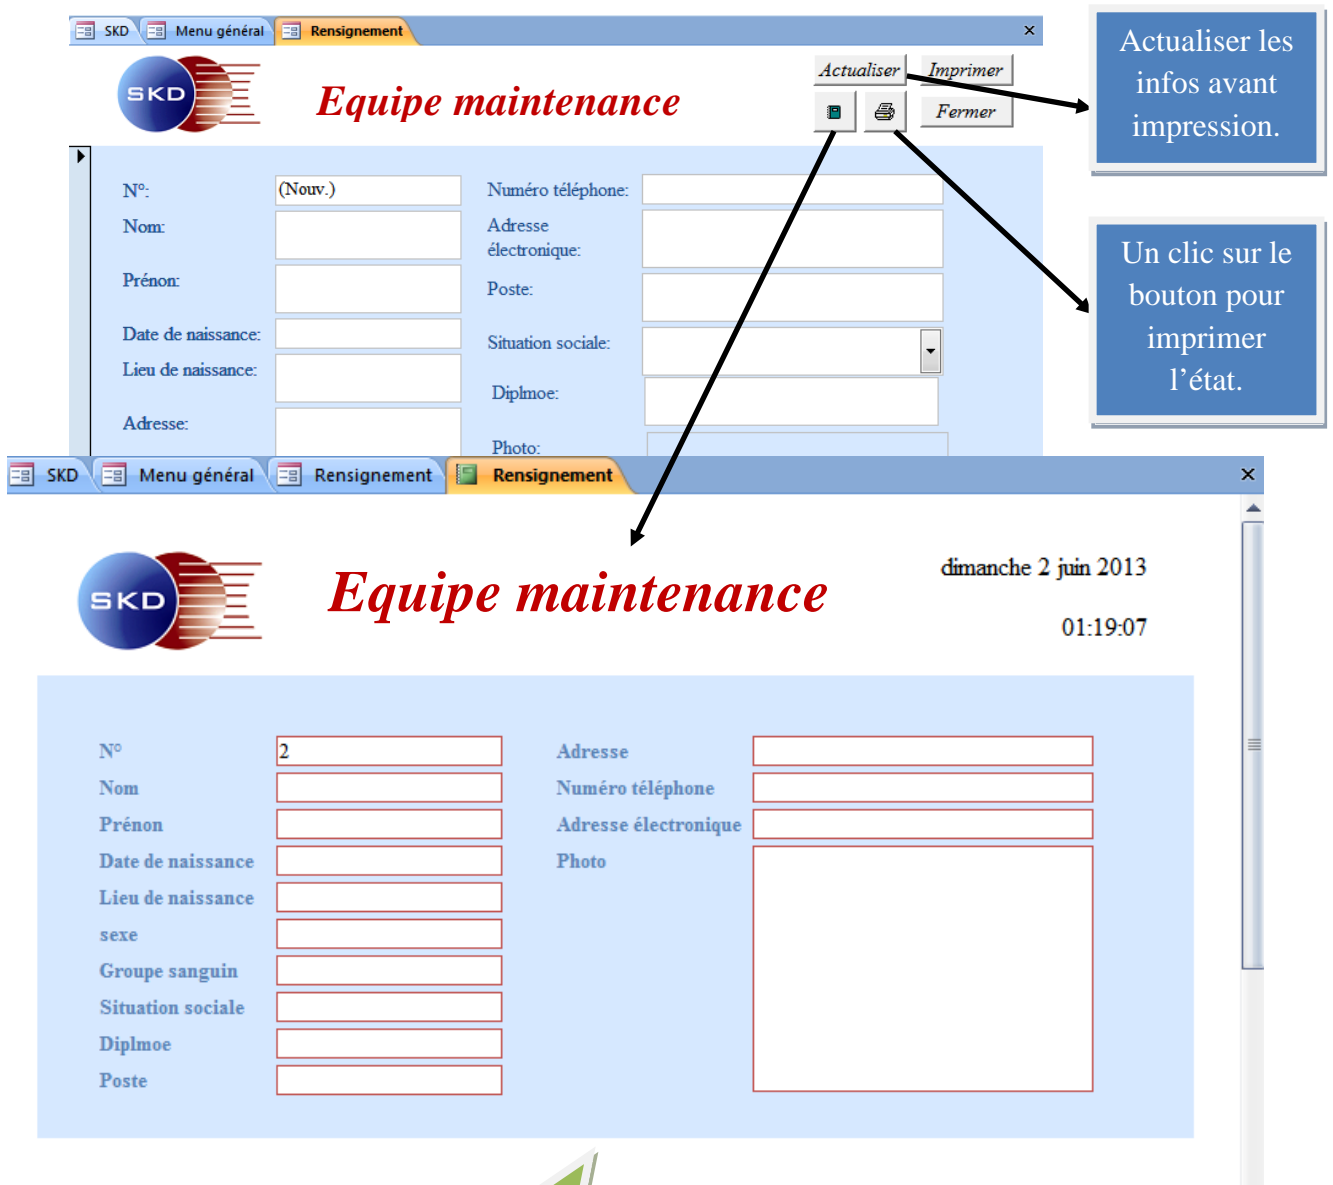 SKD Menu général Rensignement
SKD
Equipe maintenance
Actualiser Imprimer
Fermer
Actualiser les
infos avant
impression.
N°: (Nouv.)
Nom:
Prénon:
Date de naissance:
Lieu de naissance:
Adresse:
Numéro téléphone:
Adresse
électronique:
Poste:
Situation sociale:
Diplmoe:
Photo:
Un clic sur le
bouton pour
imprimer
l’état.
SKD Menu général Rensignement Rensignement
SKD
Equipe maintenance
dimanche 2 juin 2013
01:19:07
N° 2
Nom
Prénon
Date de naissance
Lieu de naissance
sexe
Groupe sanguin
Situation sociale
Diplmoe
Poste
Adresse
Numéro téléphone
Adresse électronique
Photo